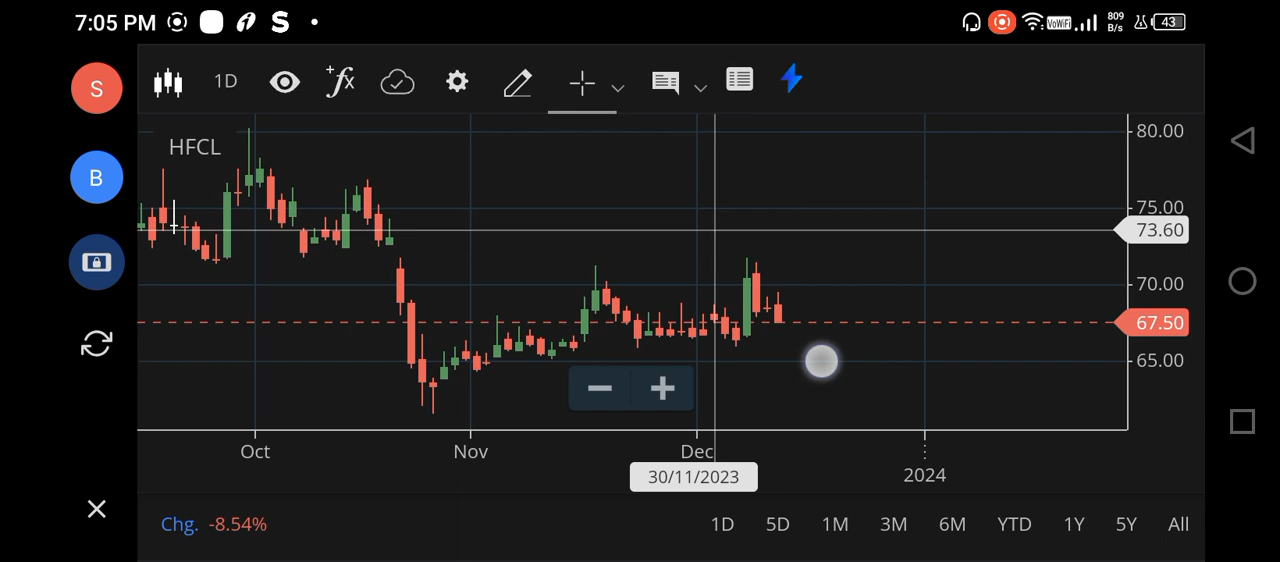 7:05 PM S VoWiFi 809 B/s 43
S 1D +fx
HFCL
B
80.00
75.00
73.60
70.00
67.50
65.00
− +
Oct Nov Dec 2024
30/11/2023
Chg. -8.54% 1D 5D 1M 3M 6M YTD 1Y 5Y All